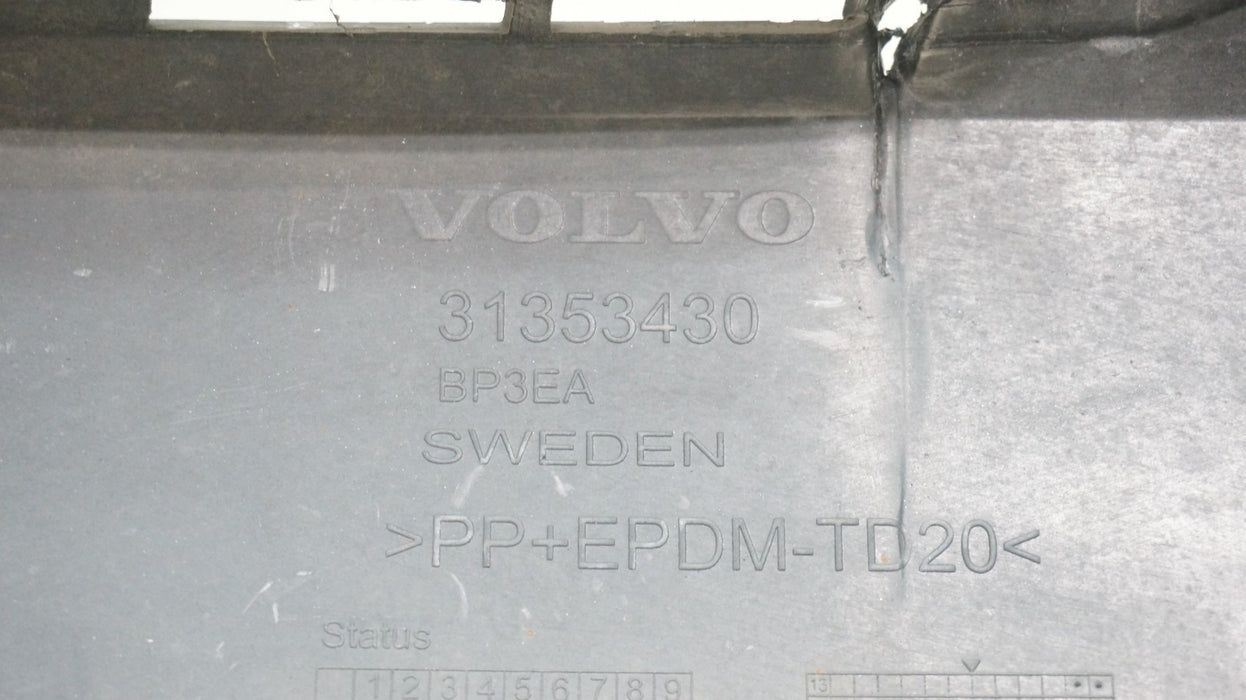 VOLVO
31353430
BP3EA
SWEDEN
>PP+EPDM-TD20<
Status
1 2 3 4 5 6 7 8 9
13